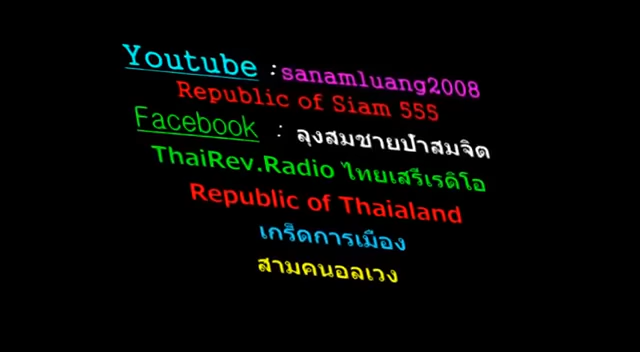 Youtube :sanamluang2008
Republic of Siam 555
Facebook : ลุงสมชายป้าสมจิต
ThaiRev.Radio ไทยเสรีเรดิโอ
Republic of Thaialand
เกร็ดการเมือง
สามคนอลเวง